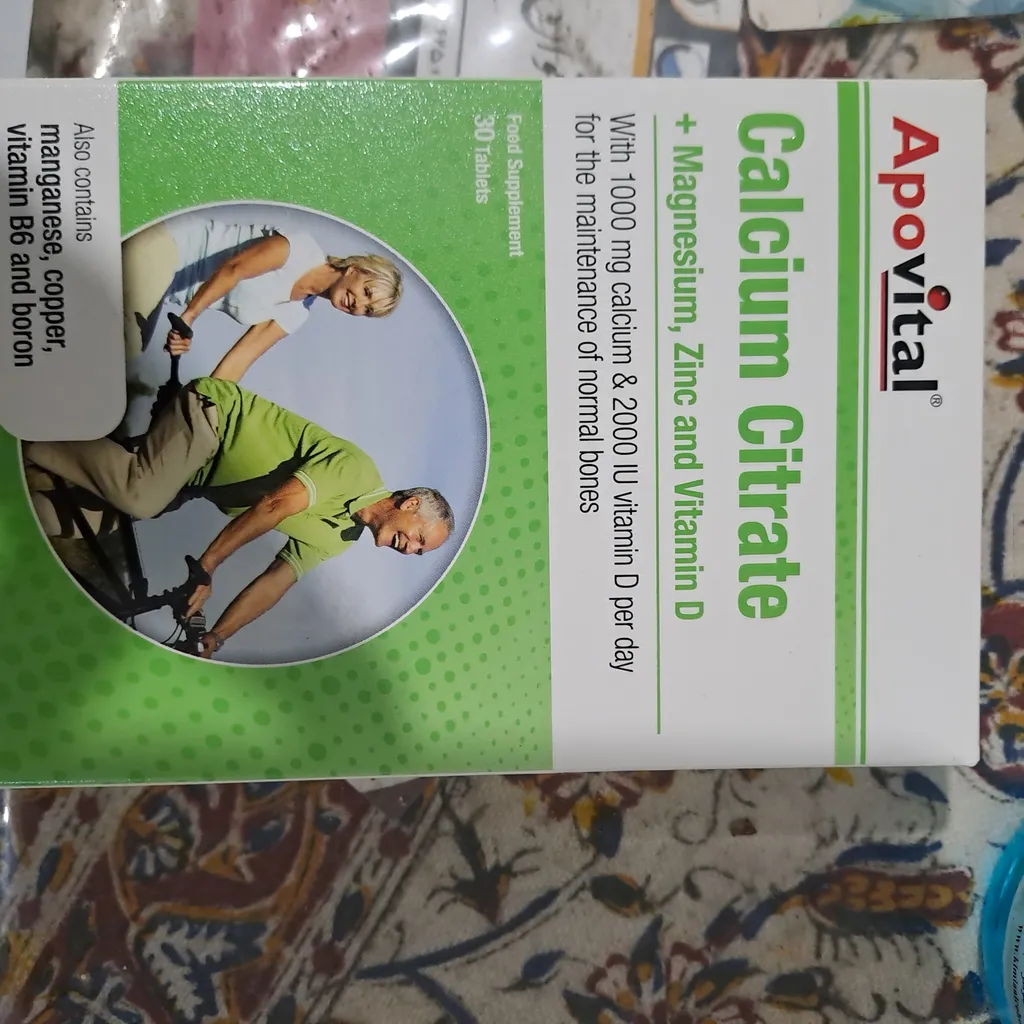 Apovital®
Calcium Citrate
+ Magnesium, Zinc and Vitamin D
With 1000 mg calcium & 2000 IU vitamin D per day
for the maintenance of normal bones
Food Supplement
30 Tablets
Also contains
manganese, copper,
vitamin B6 and boron